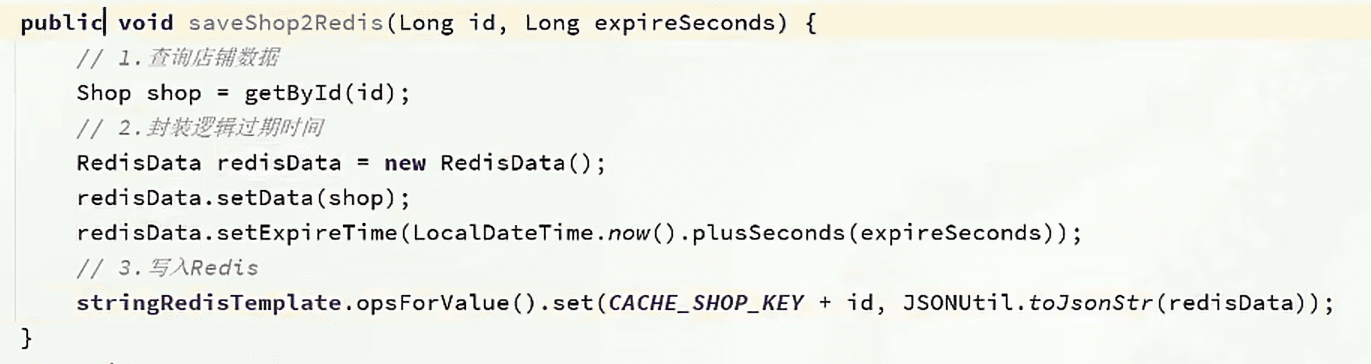 public void saveShop2Redis(Long id, Long expireSeconds) {
// 1.查询店铺数据
Shop shop = getById(id);
// 2.封装逻辑过期时间
RedisData redisData = new RedisData();
redisData.setData(shop);
redisData.setExpireTime(LocalDateTime.now().plusSeconds(expireSeconds));
// 3.写入Redis
stringRedisTemplate.opsForValue().set(CACHE_SHOP_KEY + id, JSONUtil.toJsonStr(redisData));
}